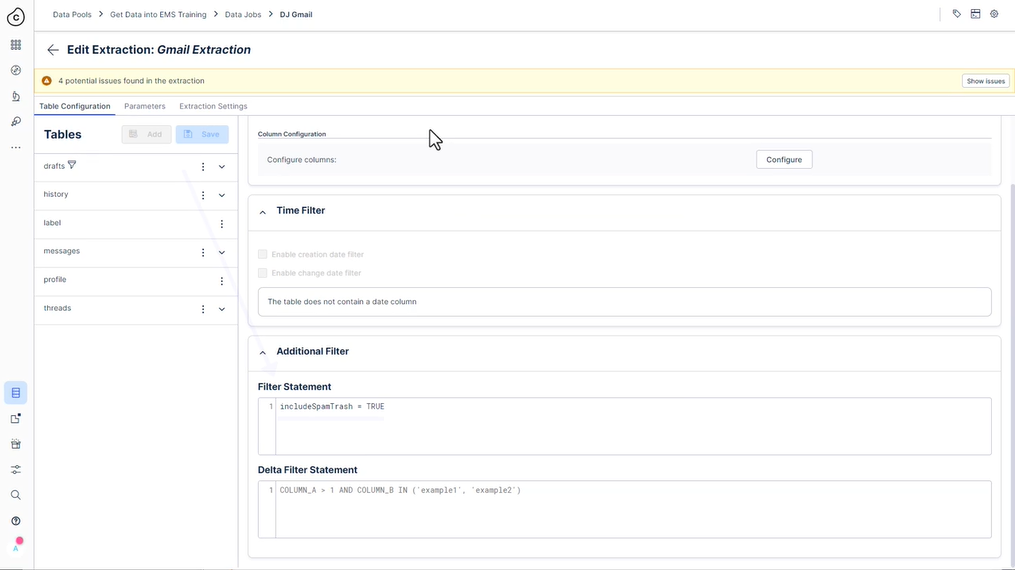 Data Pools > Get Data into EMS Training > Data Jobs > DJ Gmail
Edit Extraction: Gmail Extraction
4 potential issues found in the extraction
Show issues
Table Configuration Parameters Extraction Settings
Tables
Add
Save
drafts
history
label
messages
profile
threads
Column Configuration
Configure columns:
Configure
Time Filter
Enable creation date filter
Enable change date filter
The table does not contain a date column
Additional Filter
Filter Statement
1 includeSpamTrash = TRUE
Delta Filter Statement
1 COLUMN_A > 1 AND COLUMN_B IN (`example1`, `example2`)
C
A